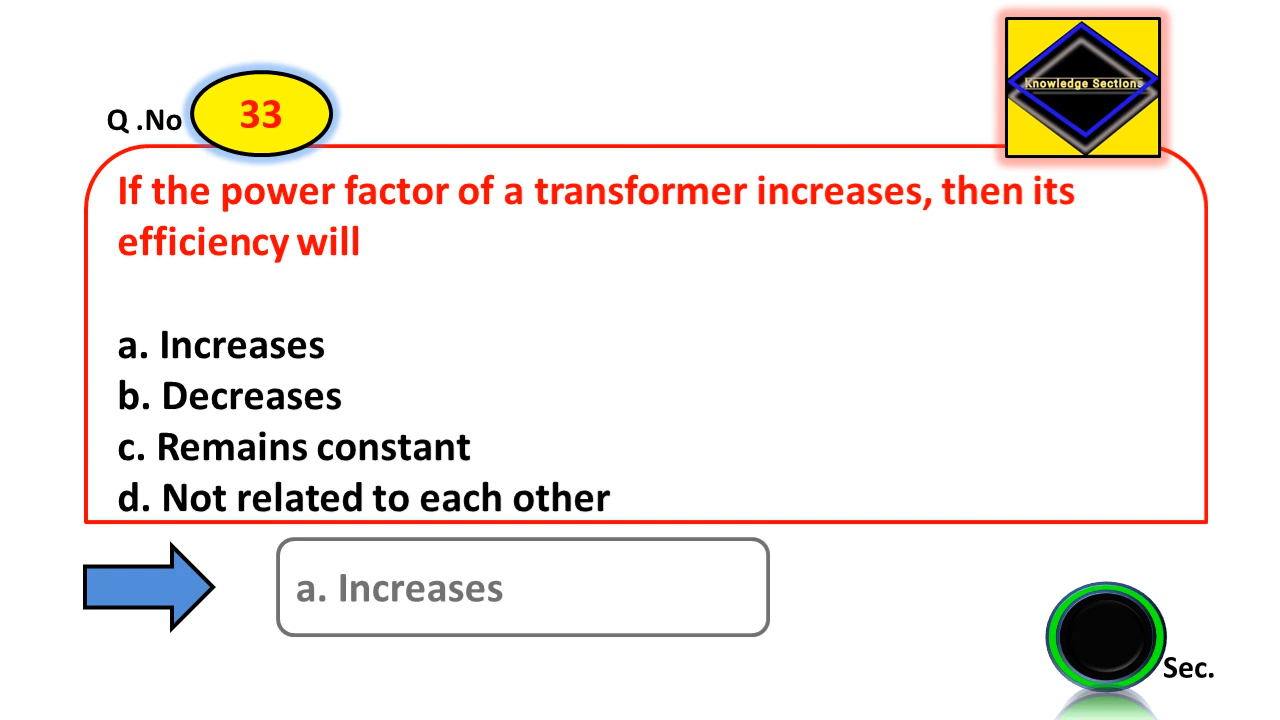 Knowledge Sections
Q .No 33
If the power factor of a transformer increases, then its
efficiency will
a. Increases
b. Decreases
c. Remains constant
d. Not related to each other
a. Increases
Sec.